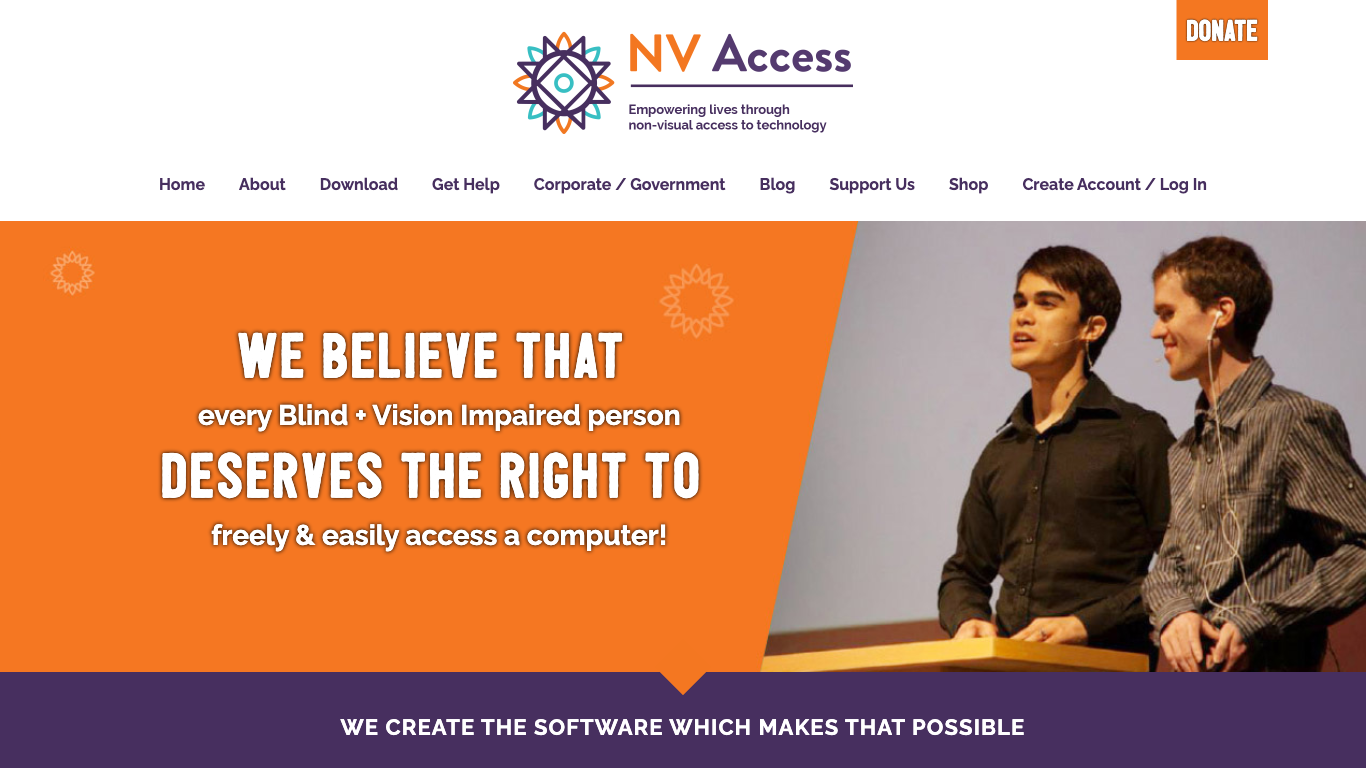 DONATE
NV Access
Empowering lives through
non-visual access to technology
Home About Download Get Help Corporate / Government Blog Support Us Shop Create Account / Log In
WE BELIEVE THAT
every Blind + Vision Impaired person
DESERVES THE RIGHT TO
freely & easily access a computer!
WE CREATE THE SOFTWARE WHICH MAKES THAT POSSIBLE